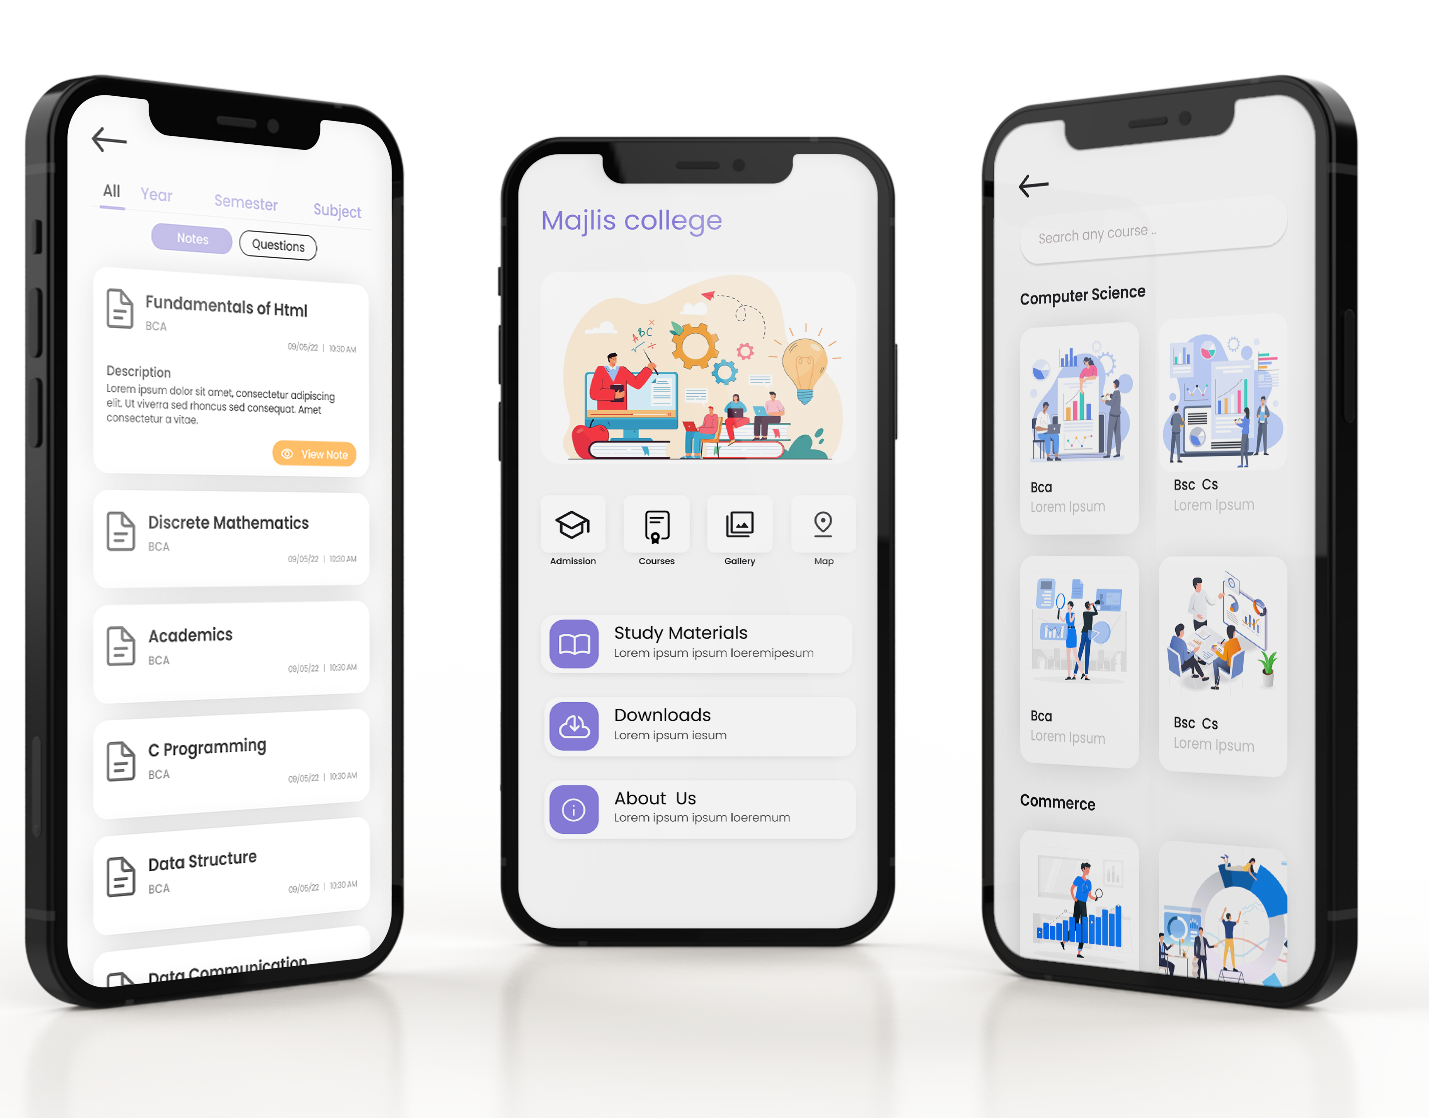 All Year Semester Subject
Notes Questions
Fundamentals of Html
BCA
09/05/22 | 10:30 AM
Description
Lorem ipsum dolor sit amet, consectetur adipiscing
elit. Ut viverra sed rhoncus sed consequat. Amet
consectetur a vitae.
View Note
Discrete Mathematics
BCA
09/05/22 | 10:30 AM
Academics
BCA
09/05/22 | 10:30 AM
C Programming
BCA
09/05/22 | 10:30 AM
Data Structure
BCA
09/05/22 | 10:30 AM
Data Communication
Majlis college
ABC
Admission Courses Gallery Map
Study Materials
Lorem ipsum ipsum loeremipesum
Downloads
Lorem ipsum iesum
About Us
Lorem ipsum ipsum loeremum
Search any course ..
Computer Science
Bca
Lorem Ipsum
Bsc Cs
Lorem Ipsum
Bca
Lorem Ipsum
Bsc Cs
Lorem Ipsum
Commerce